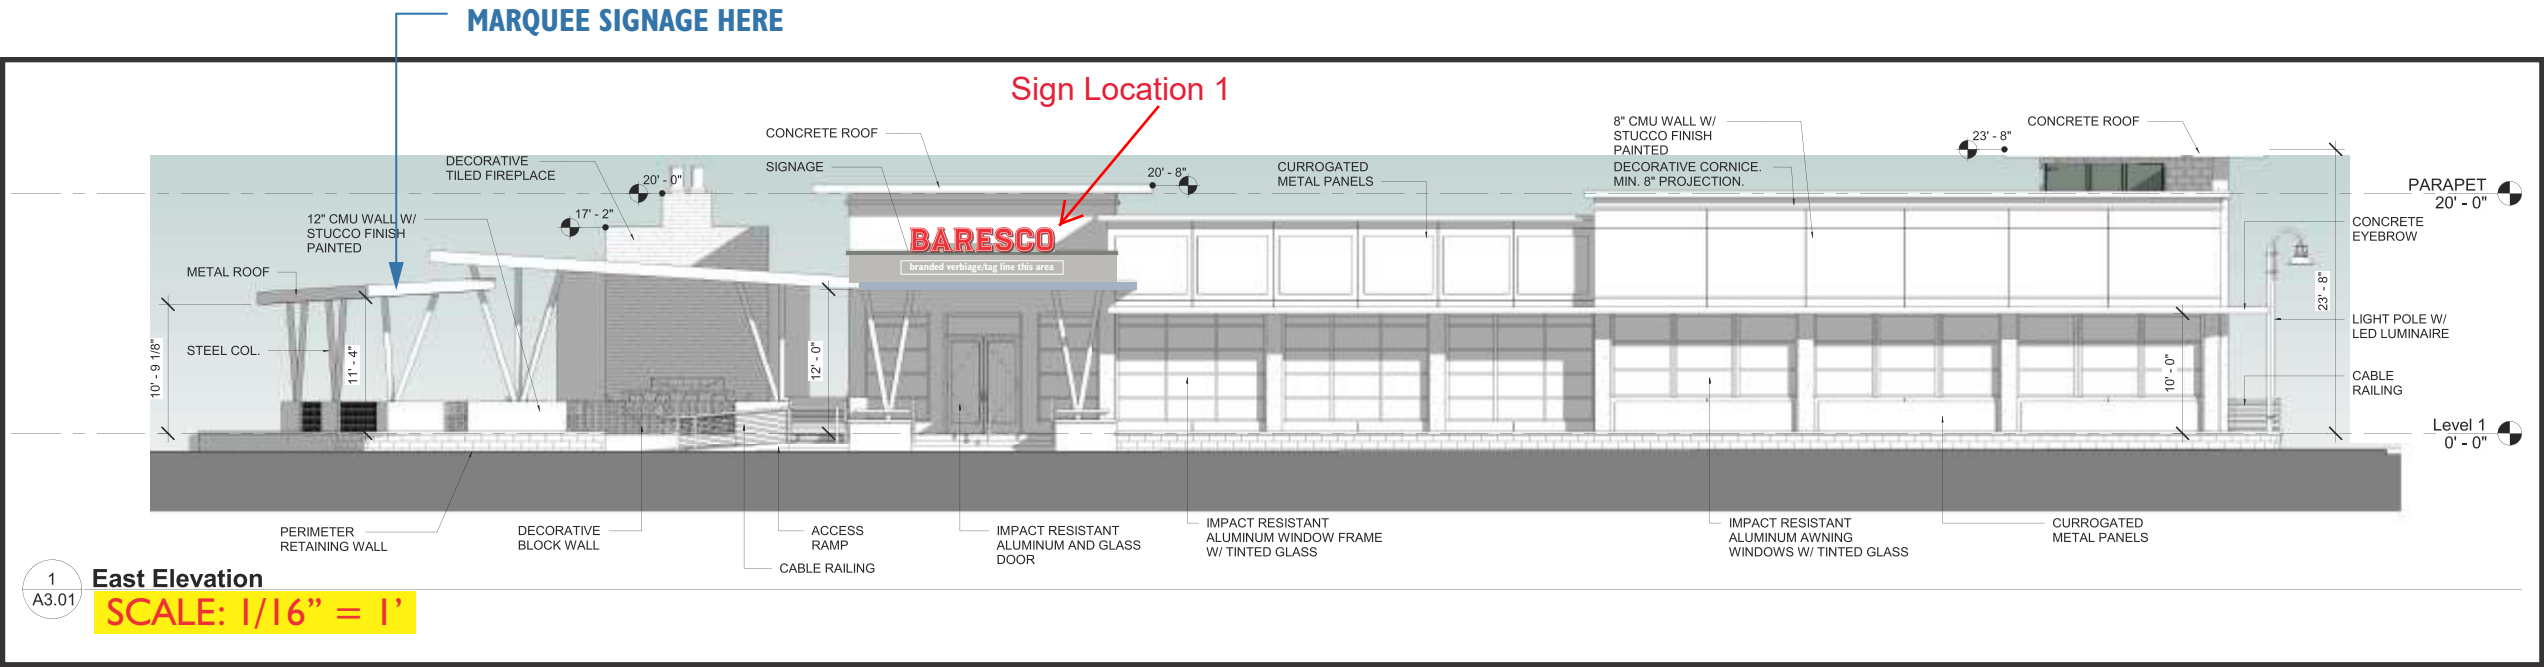 MARQUEE SIGNAGE HERE
Sign Location 1
CONCRETE ROOF
SIGNAGE
DECORATIVE
TILED FIREPLACE
20' - 0"
17' - 2"
20' - 8"
CURROGATED
METAL PANELS
8" CMU WALL W/
STUCCO FINISH
PAINTED
DECORATIVE CORNICE.
MIN. 8" PROJECTION.
23' - 8"
CONCRETE ROOF
PARAPET
20' - 0"
12" CMU WALL W/
STUCCO FINISH
PAINTED
METAL ROOF
BARESCO
branded verbiage/tag line this area
CONCRETE
EYEBROW
23' - 8"
LIGHT POLE W/
LED LUMINAIRE
STEEL COL.
10' - 9 1/8"
11' - 4"
12' - 0"
10' - 0"
CABLE
RAILING
Level 1
0' - 0"
PERIMETER
RETAINING WALL
DECORATIVE
BLOCK WALL
ACCESS
RAMP
CABLE RAILING
IMPACT RESISTANT
ALUMINUM AND GLASS
DOOR
IMPACT RESISTANT
ALUMINUM WINDOW FRAME
W/ TINTED GLASS
IMPACT RESISTANT
ALUMINUM AWNING
WINDOWS W/ TINTED GLASS
CURROGATED
METAL PANELS
1
A3.01
East Elevation
SCALE: 1/16” = 1’